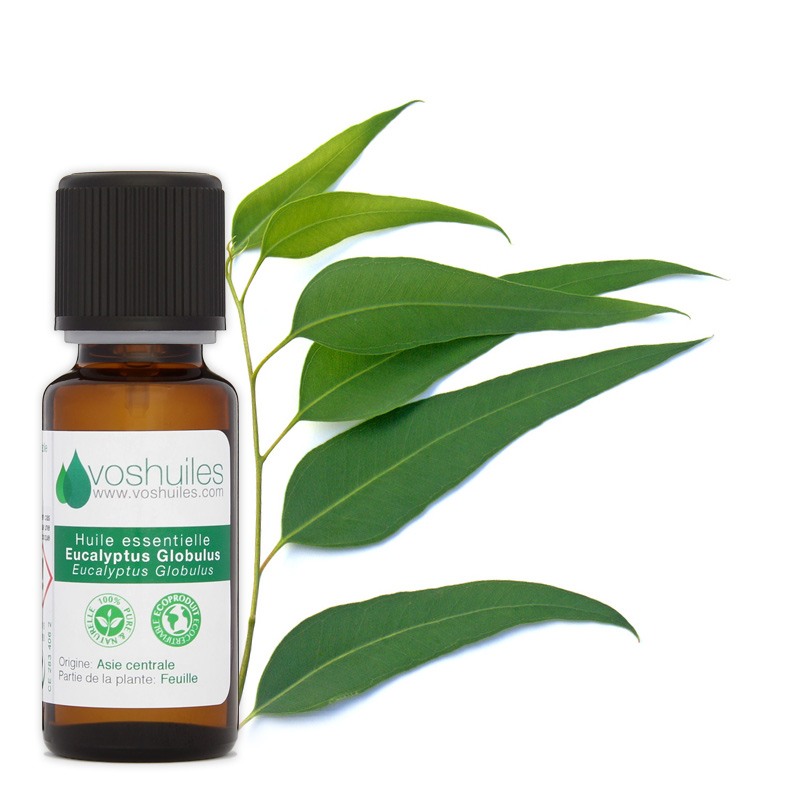 voshuiles
www.voshuiles.com
Huile essentielle
Eucalyptus Globulus
Eucalyptus Globulus
100% PURE & NATURELLE
ECOPRODUIT ECOCERTIFIABLE
Origine: Asie centrale
Partie de la plante: Feuille